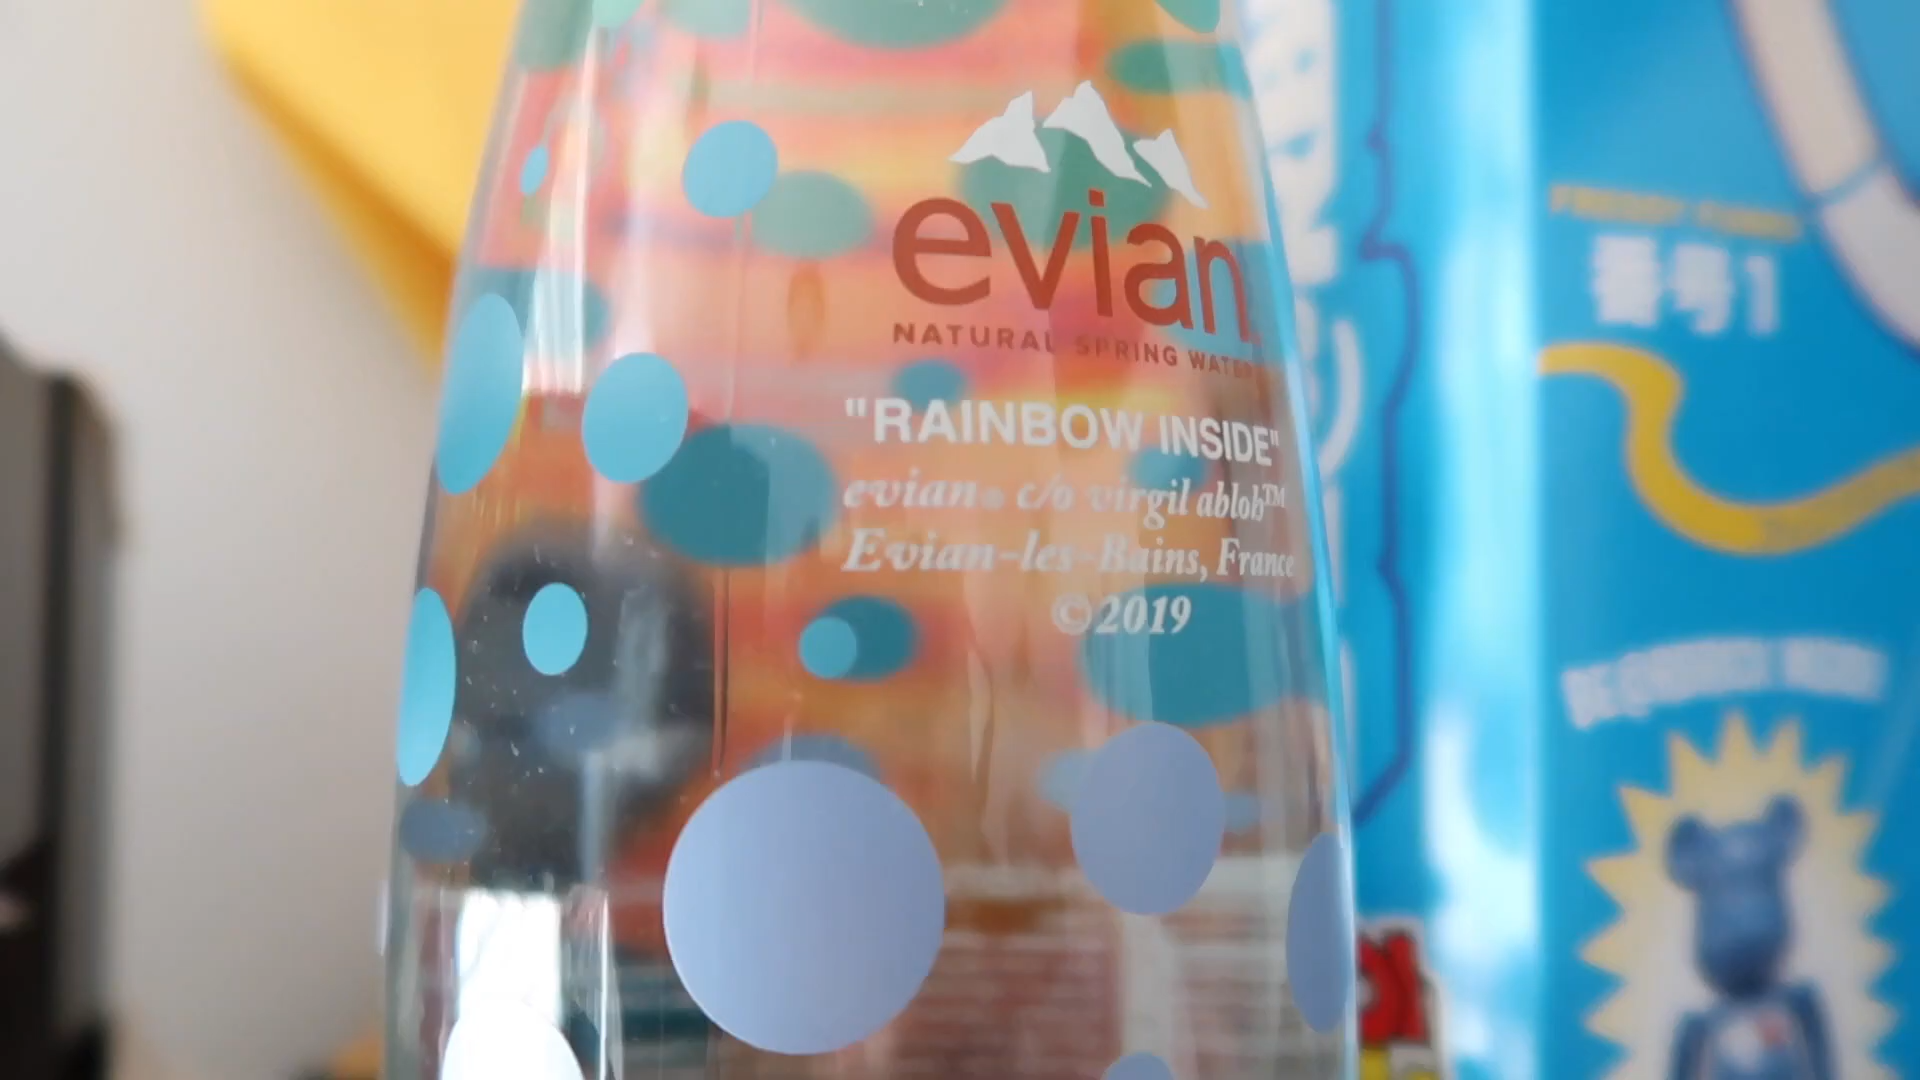 evian
NATURAL SPRING WATER
"RAINBOW INSIDE"
evian® c/o virgil abloh™
Evian-les-Bains, France
©2019
番号1